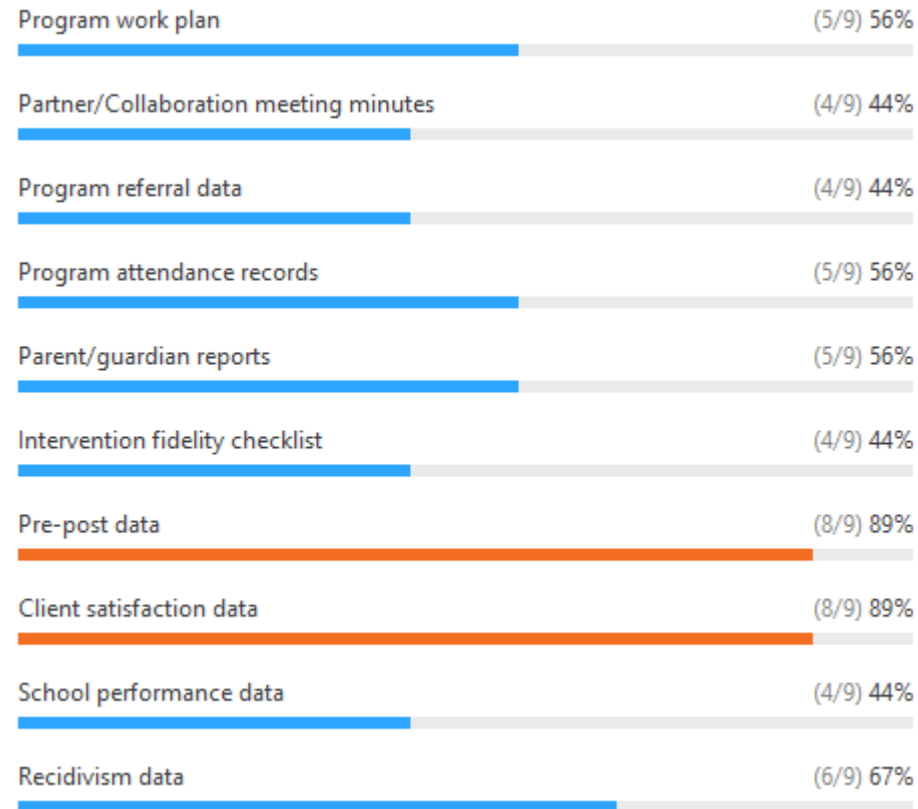 Program work plan (5/9) 56%
Partner/Collaboration meeting minutes (4/9) 44%
Program referral data (4/9) 44%
Program attendance records (5/9) 56%
Parent/guardian reports (5/9) 56%
Intervention fidelity checklist (4/9) 44%
Pre-post data (8/9) 89%
Client satisfaction data (8/9) 89%
School performance data (4/9) 44%
Recidivism data (6/9) 67%